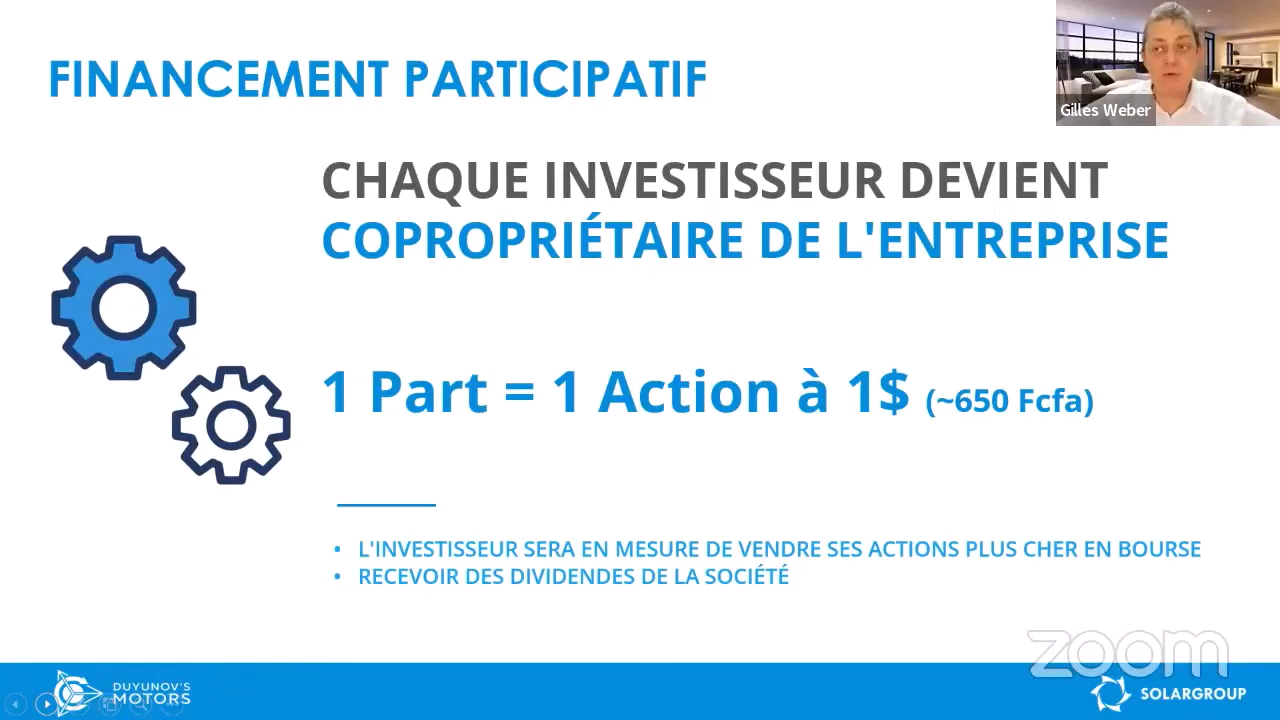 FINANCEMENT PARTICIPATIF
Gilles Weber
CHAQUE INVESTISSEUR DEVIENT
COPROPRIÉTAIRE DE L'ENTREPRISE
1 Part = 1 Action à 1$ (~650 Fcfa)
• L'INVESTISSEUR SERA EN MESURE DE VENDRE SES ACTIONS PLUS CHER EN BOURSE
• RECEVOIR DES DIVIDENDES DE LA SOCIÉTÉ
zoom
DUYUNOV'S
MOTORS
SOLARGROUP